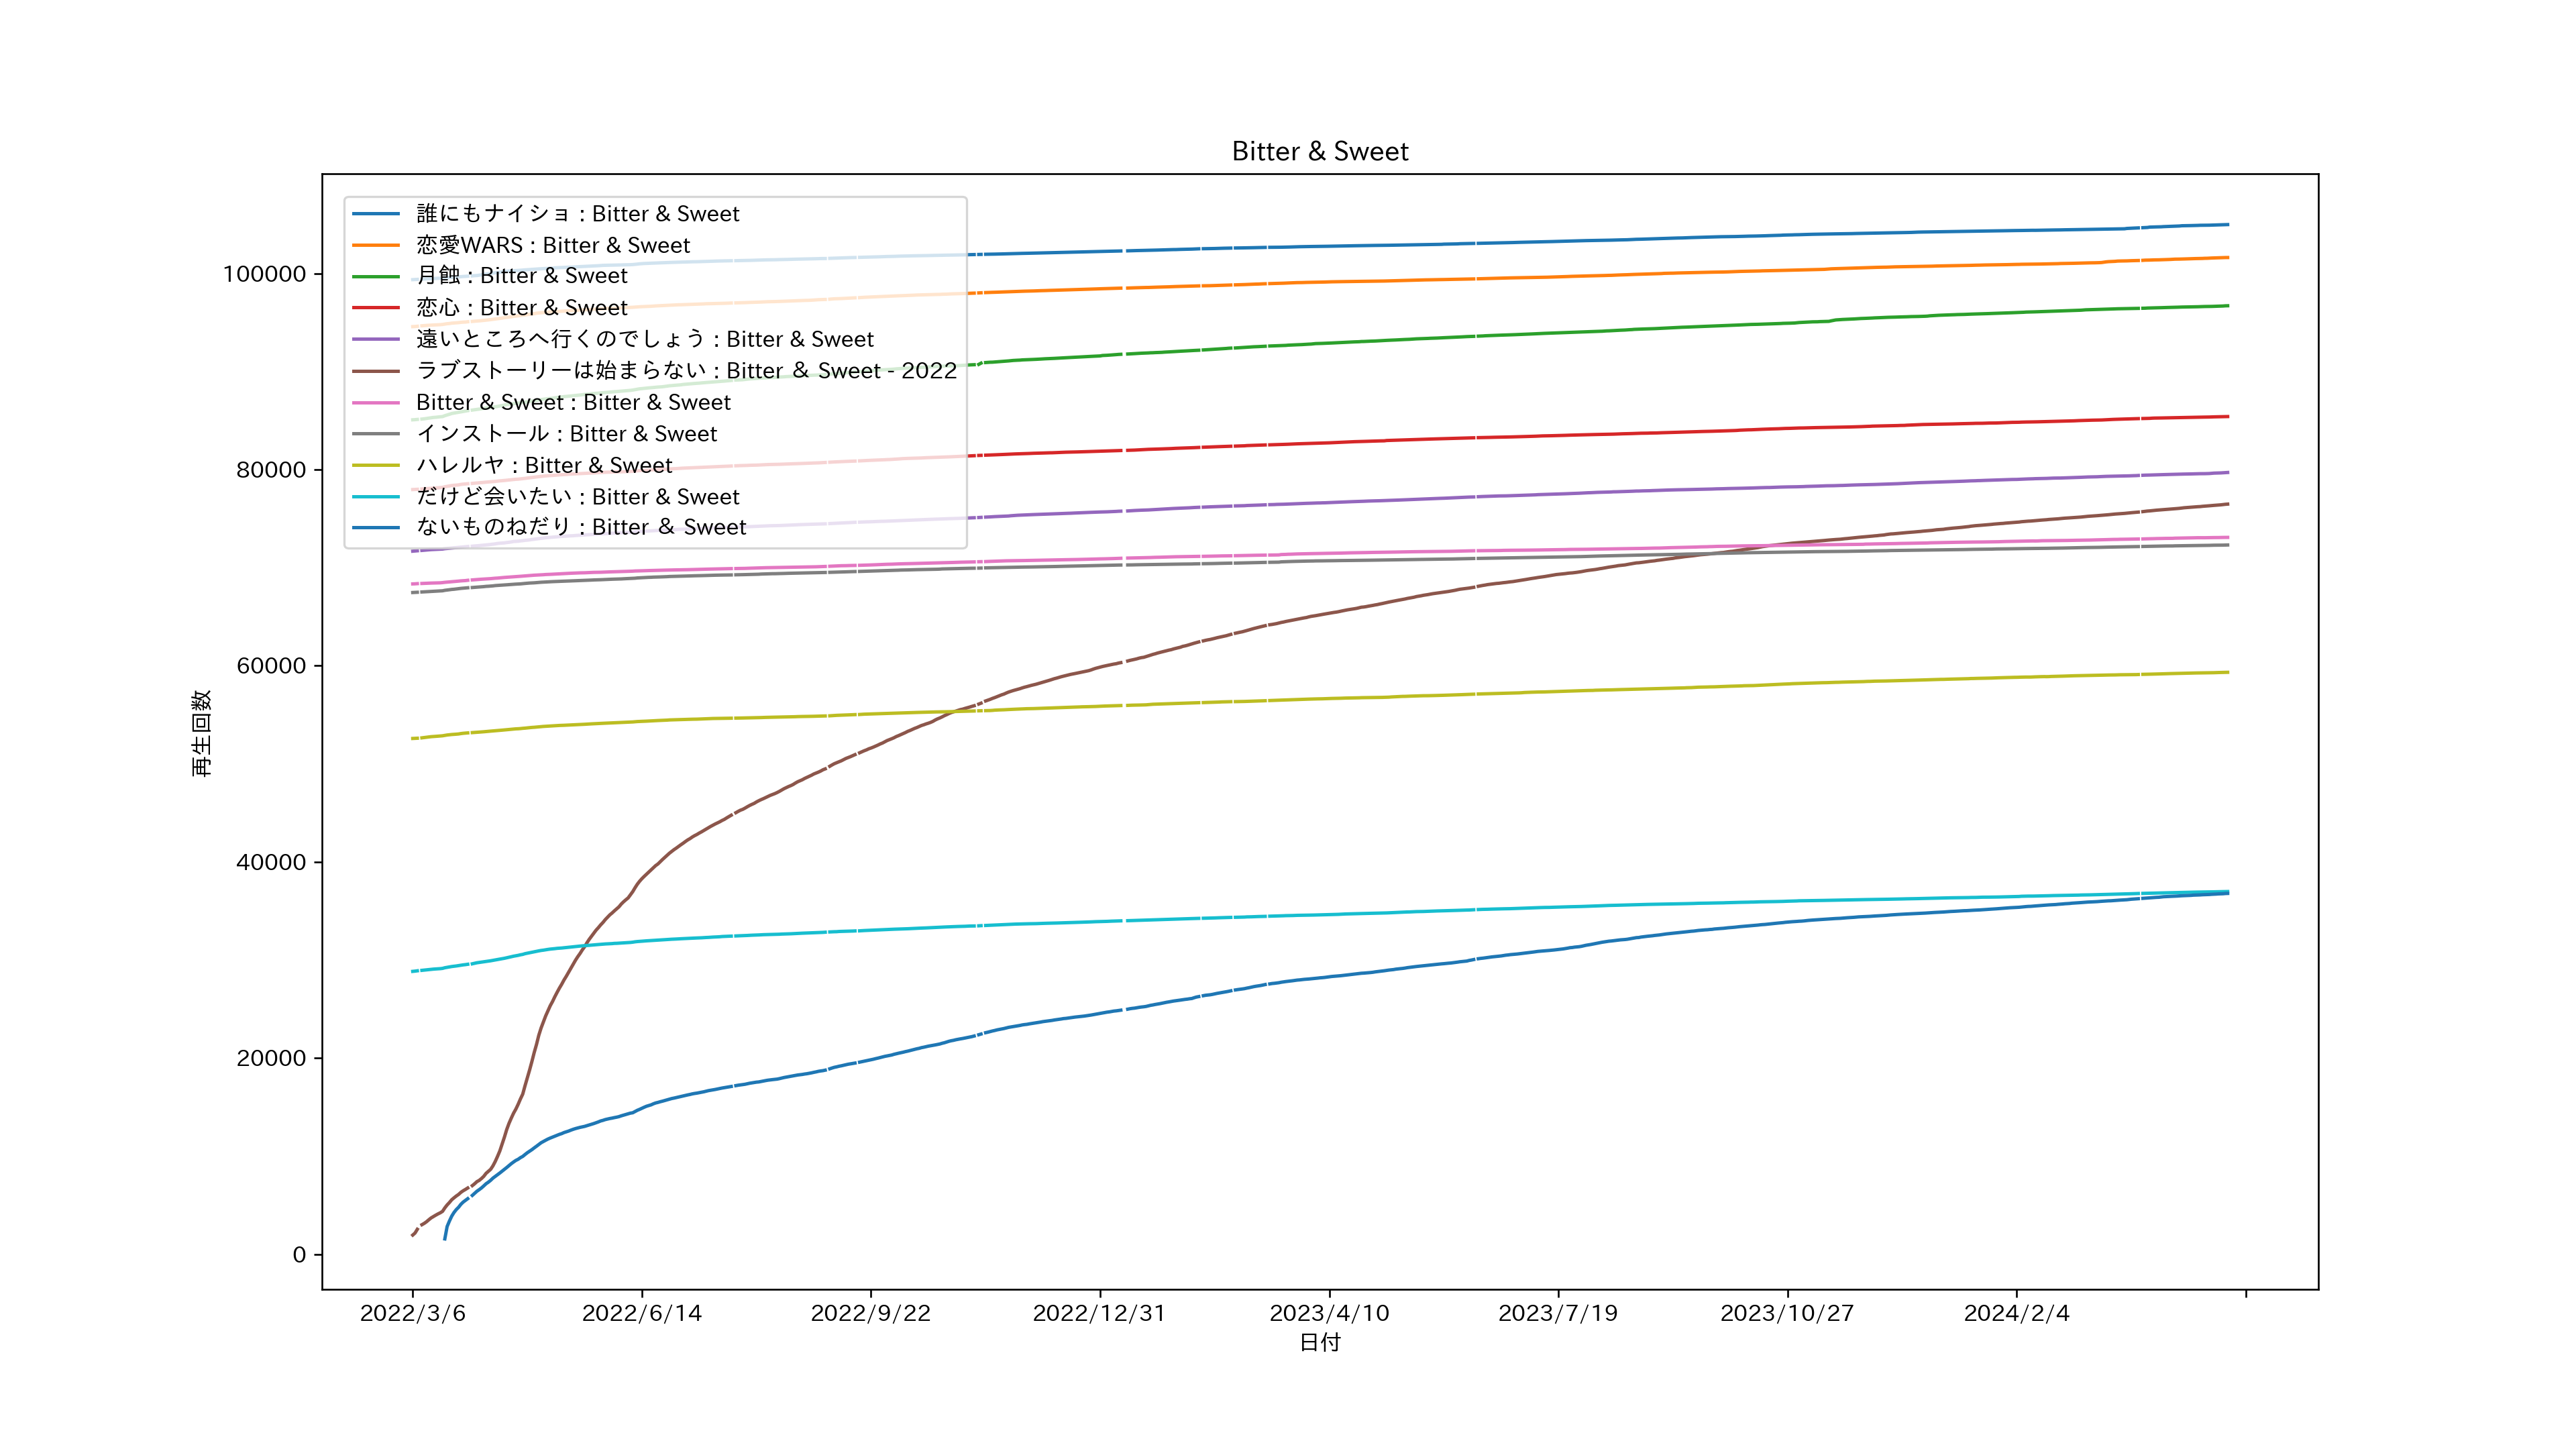 Bitter & Sweet
誰にもナイショ : Bitter & Sweet
恋愛WARS : Bitter & Sweet
月蝕 : Bitter & Sweet
恋心 : Bitter & Sweet
遠いところへ行くのでしょう : Bitter & Sweet
ラブストーリーは始まらない : Bitter & Sweet - 2022
Bitter & Sweet : Bitter & Sweet
インストール : Bitter & Sweet
ハレルヤ : Bitter & Sweet
だけど会いたい : Bitter & Sweet
ないものねだり : Bitter & Sweet
100000
80000
60000
40000
20000
0
再生回数
2022/3/6 2022/6/14 2022/9/22 2022/12/31 2023/4/10 2023/7/19 2023/10/27 2024/2/4
日付